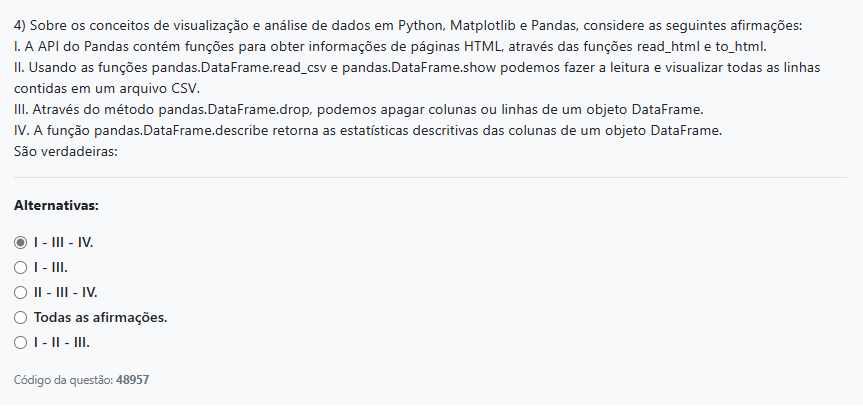 4) Sobre os conceitos de visualização e análise de dados em Python, Matplotlib e Pandas, considere as seguintes afirmações:
I. A API do Pandas contém funções para obter informações de páginas HTML, através das funções read_html e to_html.
II. Usando as funções pandas.DataFrame.read_csv e pandas.DataFrame.show podemos fazer a leitura e visualizar todas as linhas
contidas em um arquivo CSV.
III. Através do método pandas.DataFrame.drop, podemos apagar colunas ou linhas de um objeto DataFrame.
IV. A função pandas.DataFrame.describe retorna as estatísticas descritivas das colunas de um objeto DataFrame.
São verdadeiras:
Alternativas:
I - III - IV.
I - III.
II - III - IV.
Todas as afirmações.
I - II - III.
Código da questão: 48957